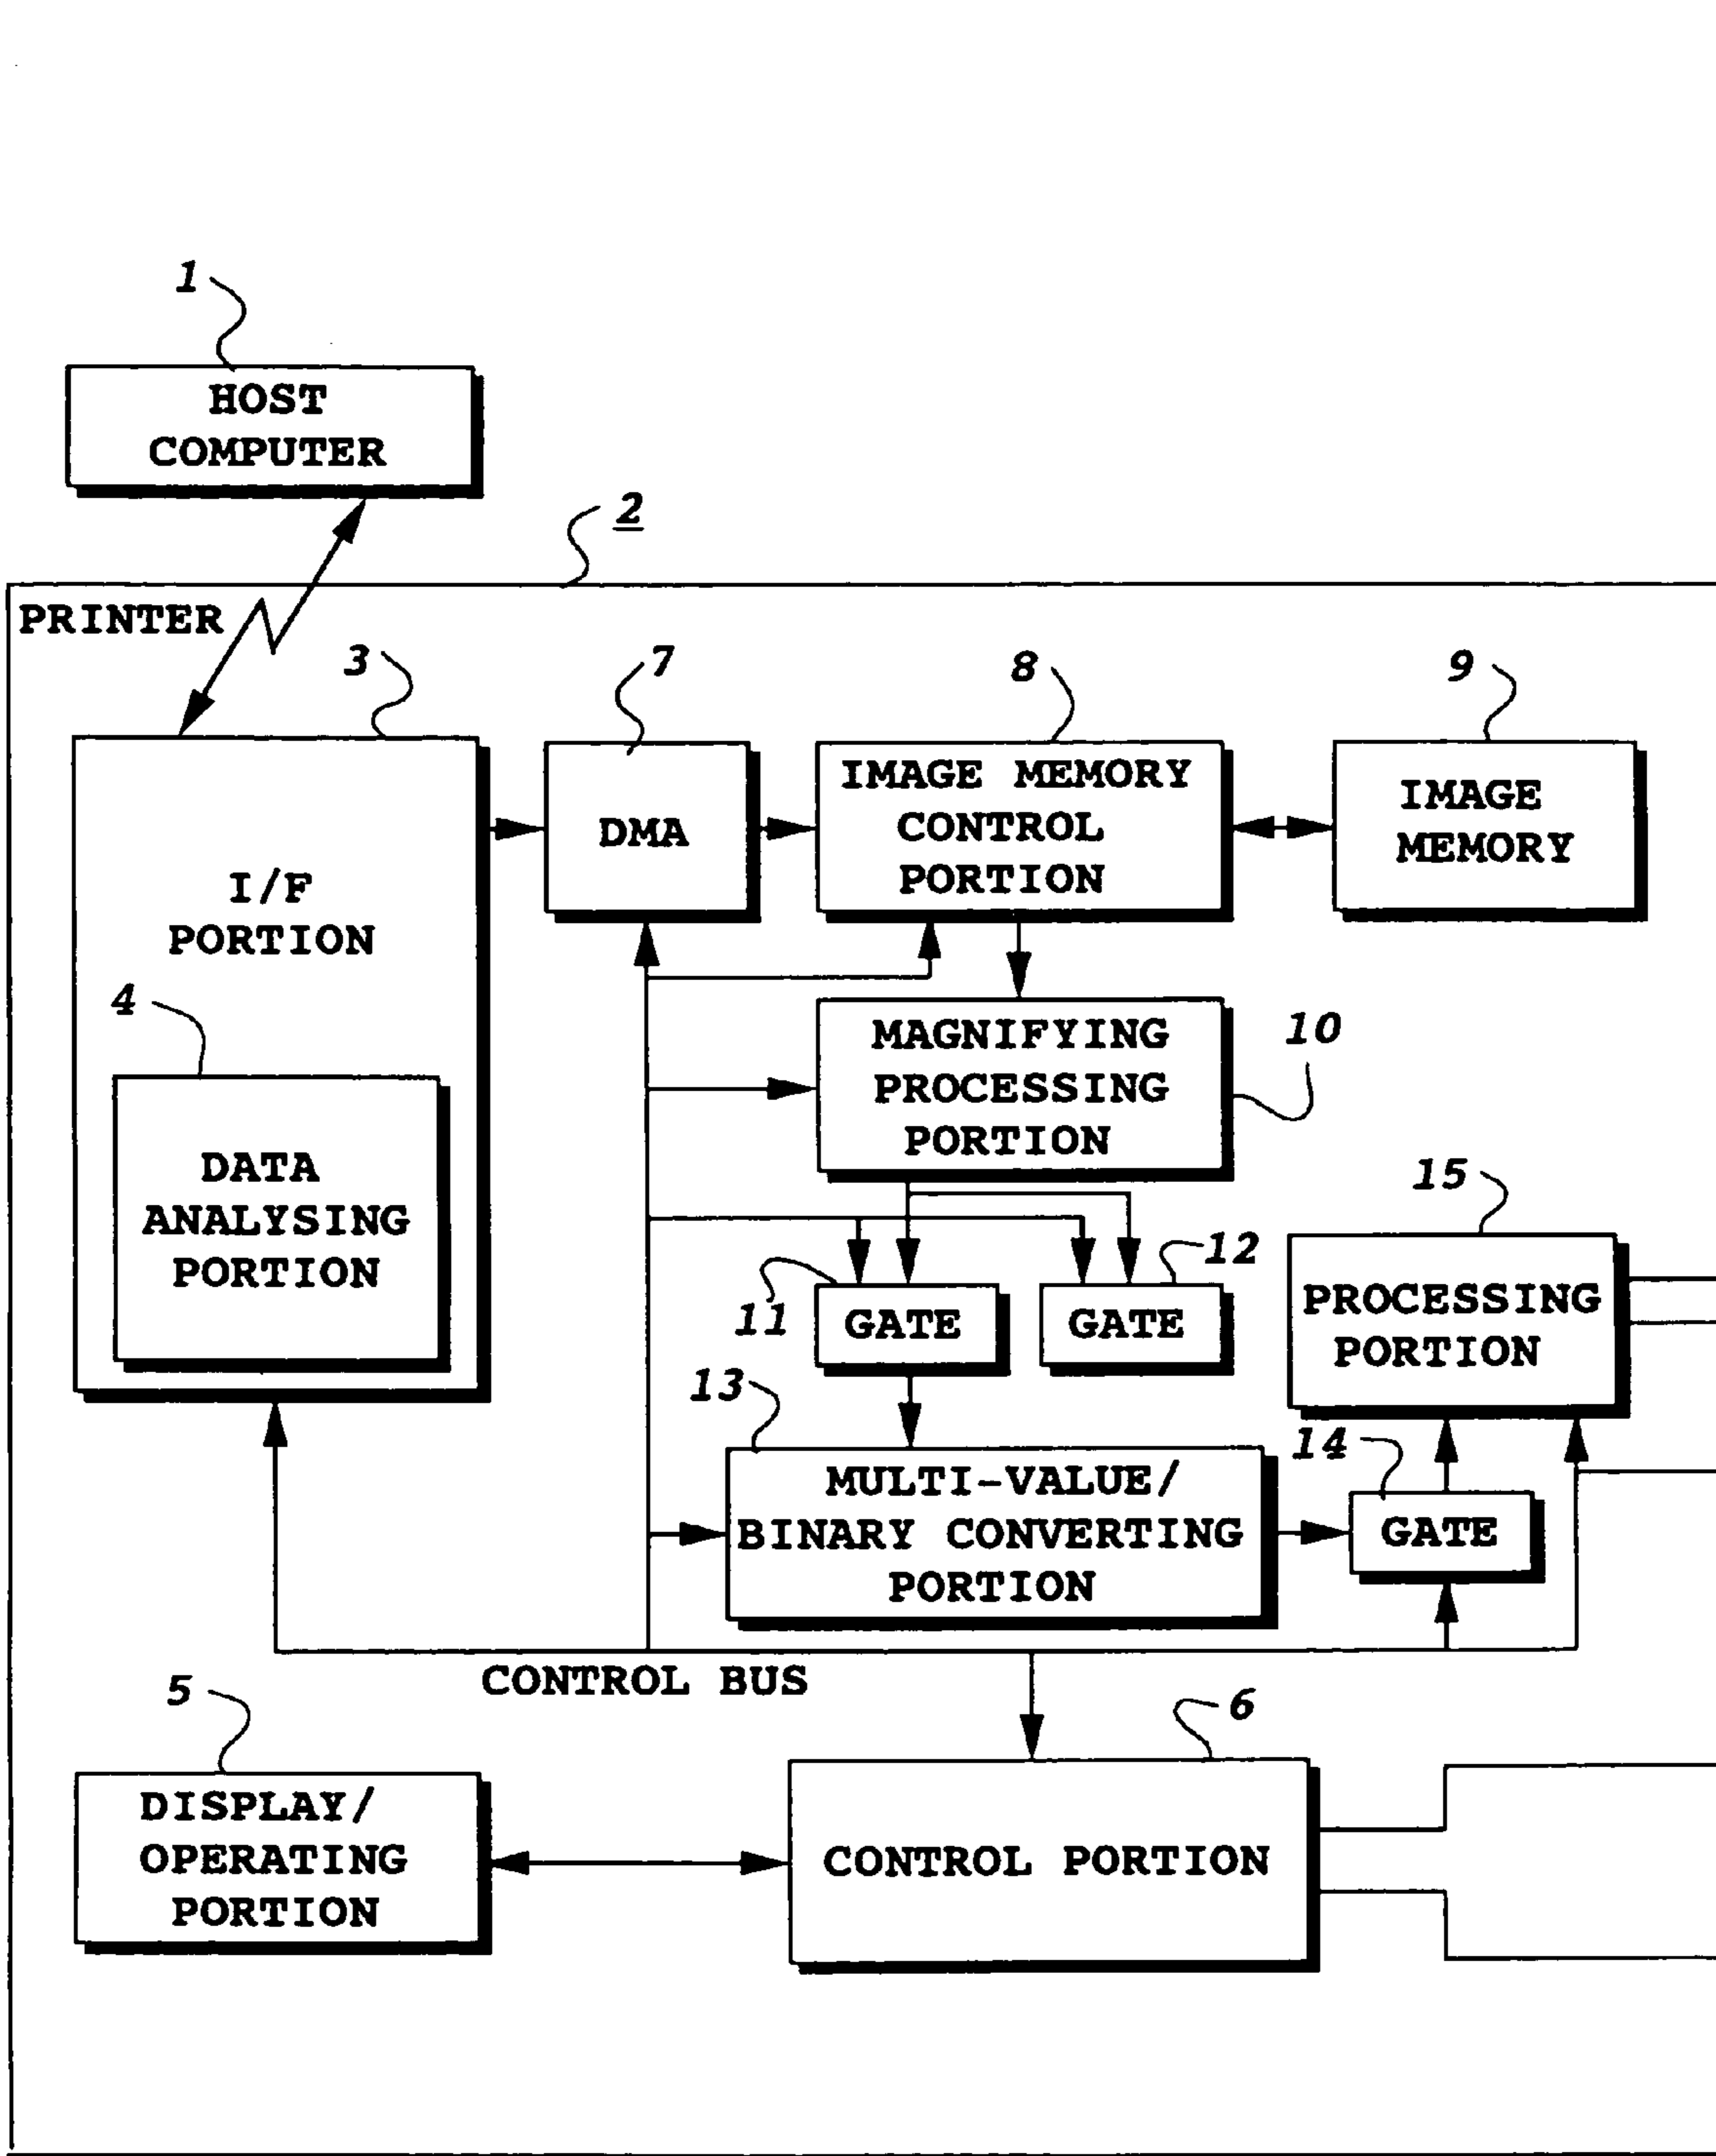 1
HOST
COMPUTER
2
PRINTER
3
7
8
9
I/F
PORTION
DMA
IMAGE MEMORY
CONTROL
PORTION
IMAGE
MEMORY
4
DATA
ANALYSING
PORTION
MAGNIFYING
PROCESSING
PORTION
10
11
GATE
12
GATE
15
PROCESSING
PORTION
13
MULTI-VALUE/
BINARY CONVERTING
PORTION
14
GATE
CONTROL BUS
5
DISPLAY/
OPERATING
PORTION
6
CONTROL PORTION